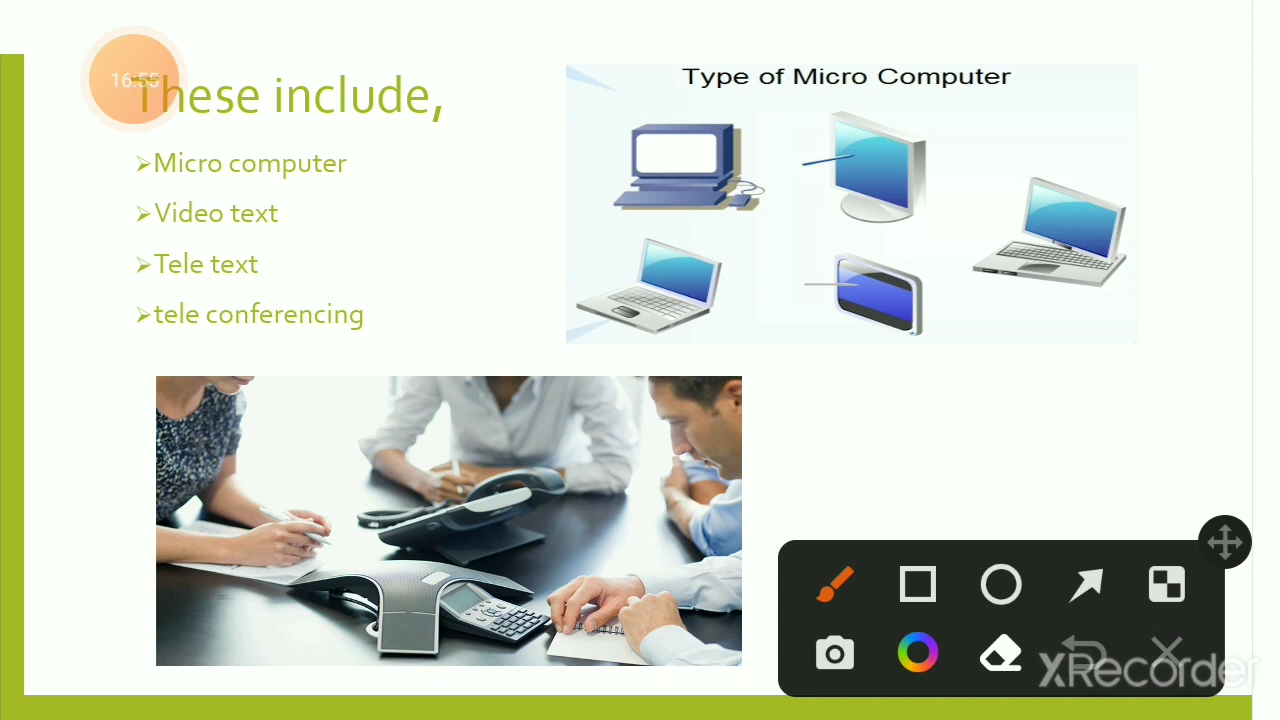 16:55
These include,
Micro computer
Video text
Tele text
tele conferencing
Type of Micro Computer
XRecorder